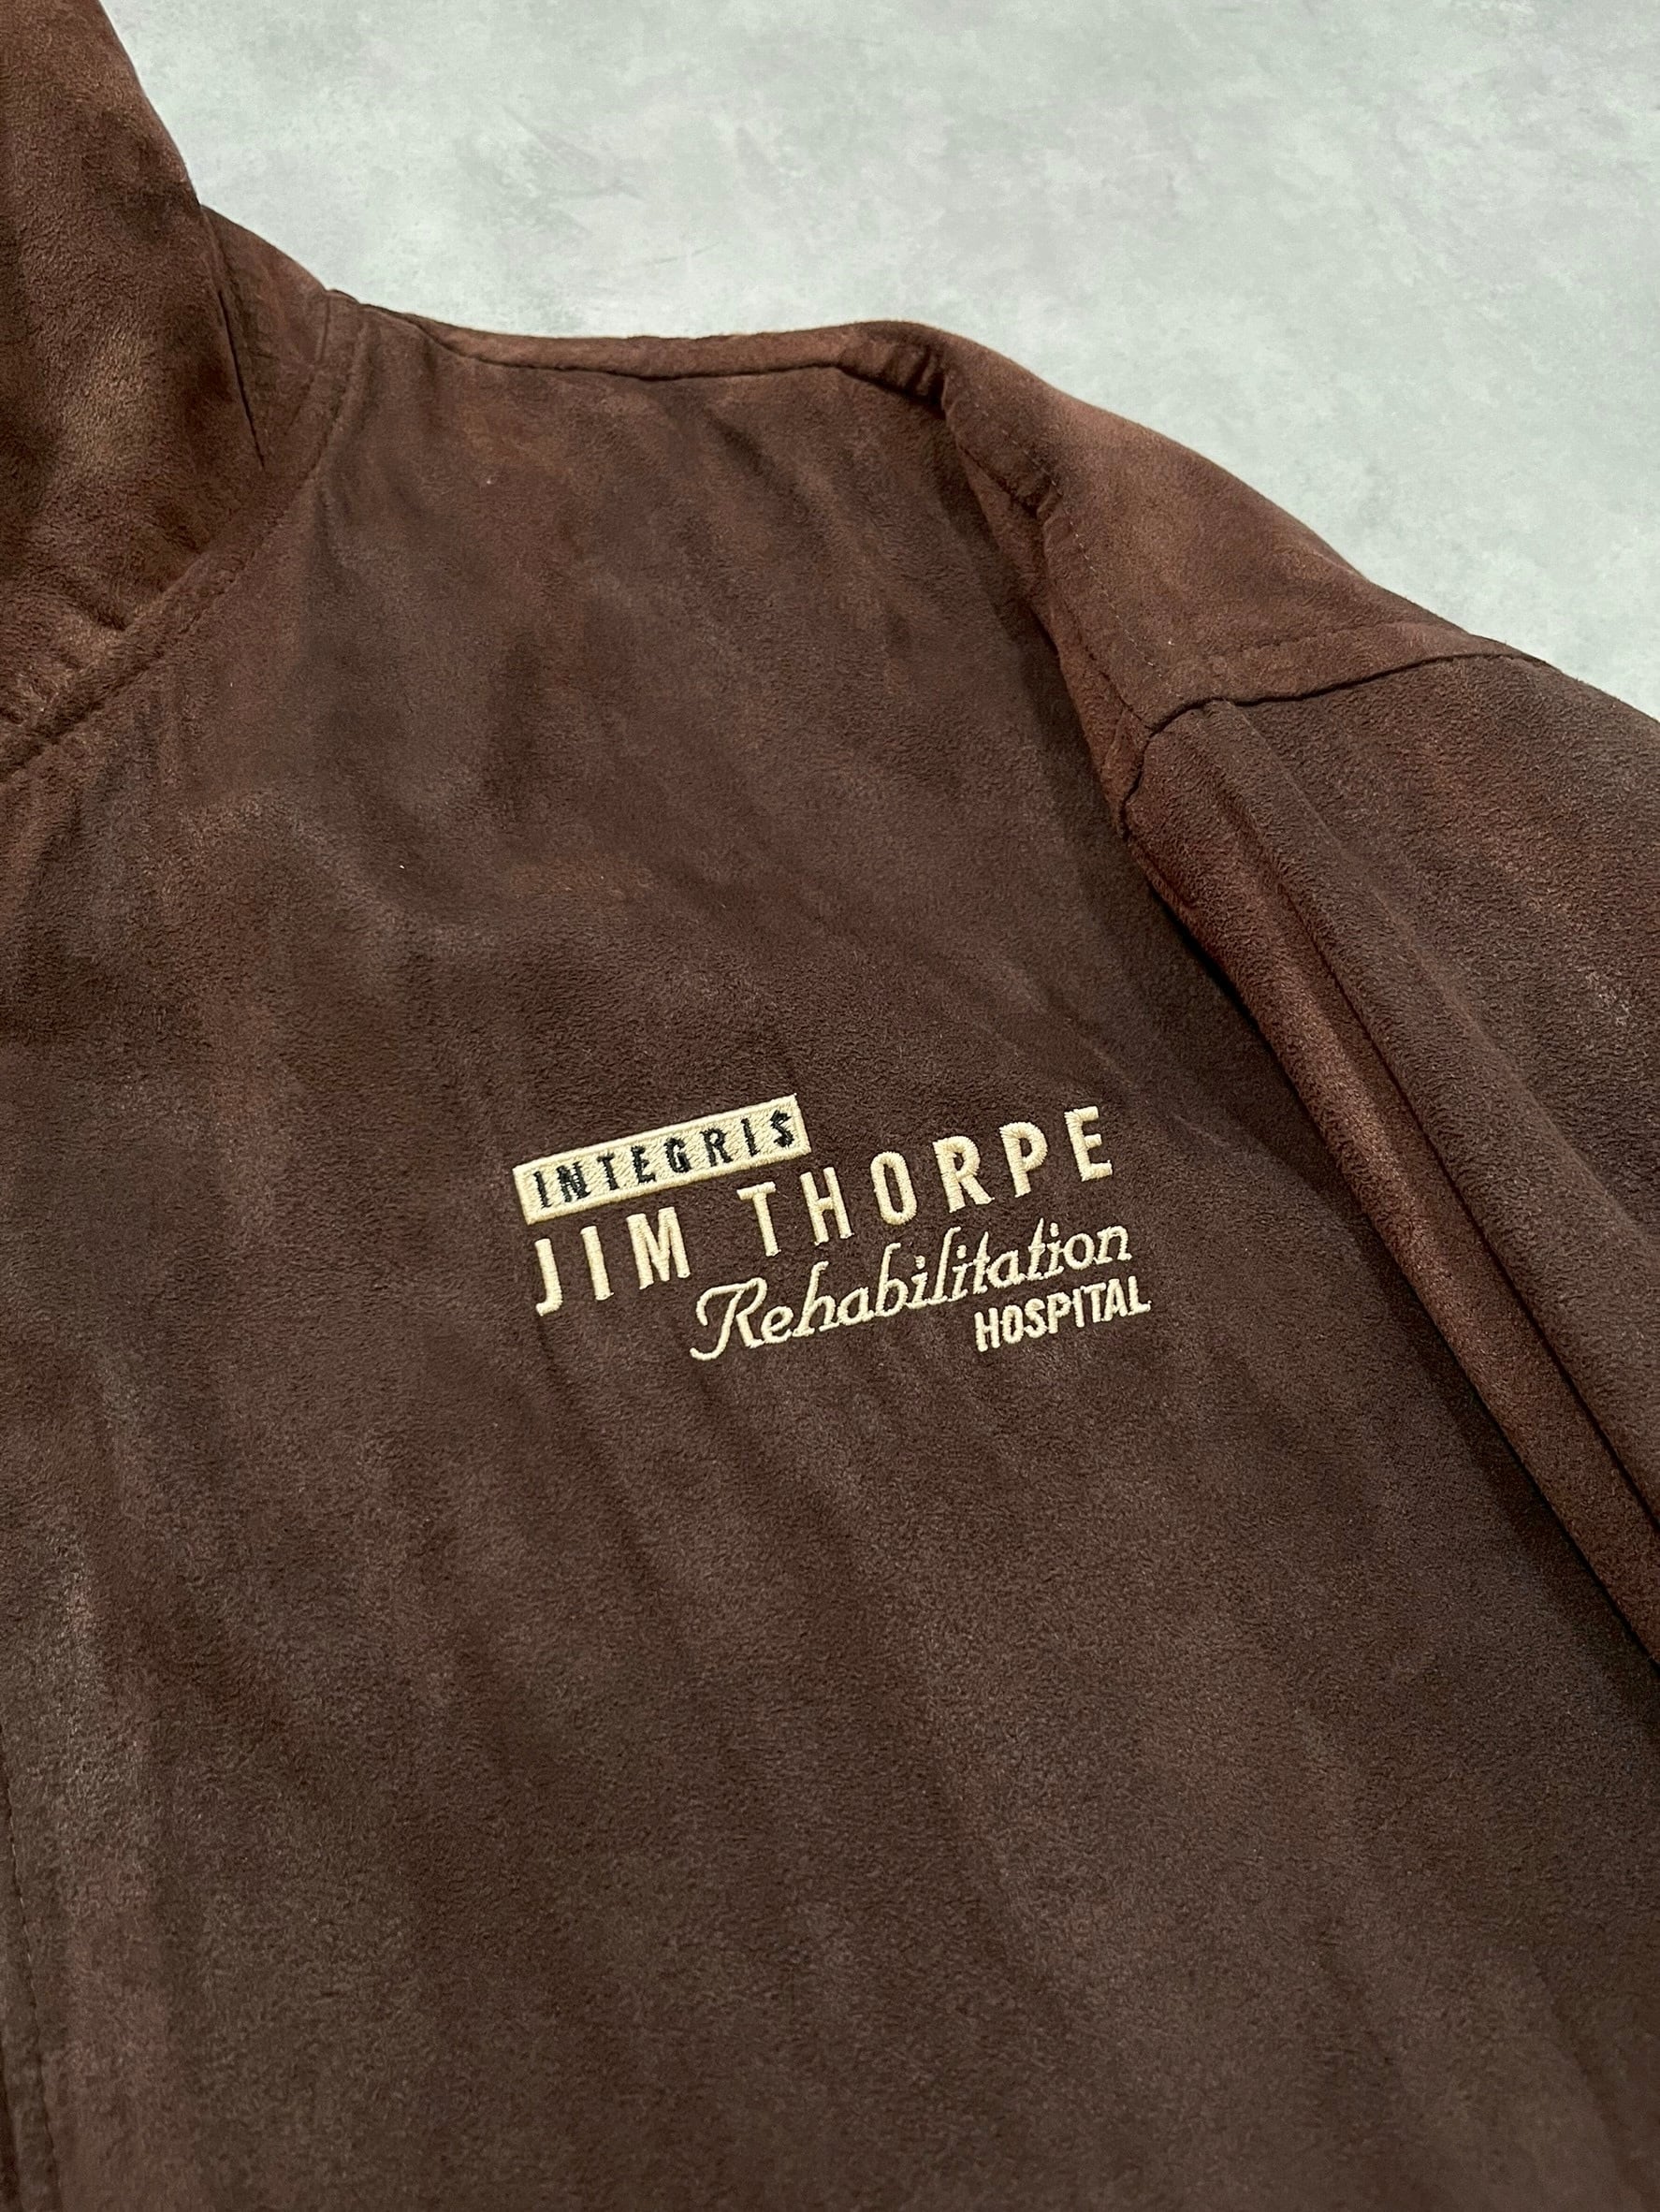 INTEGRIS
JIM THORPE
Rehabilitation
HOSPITAL